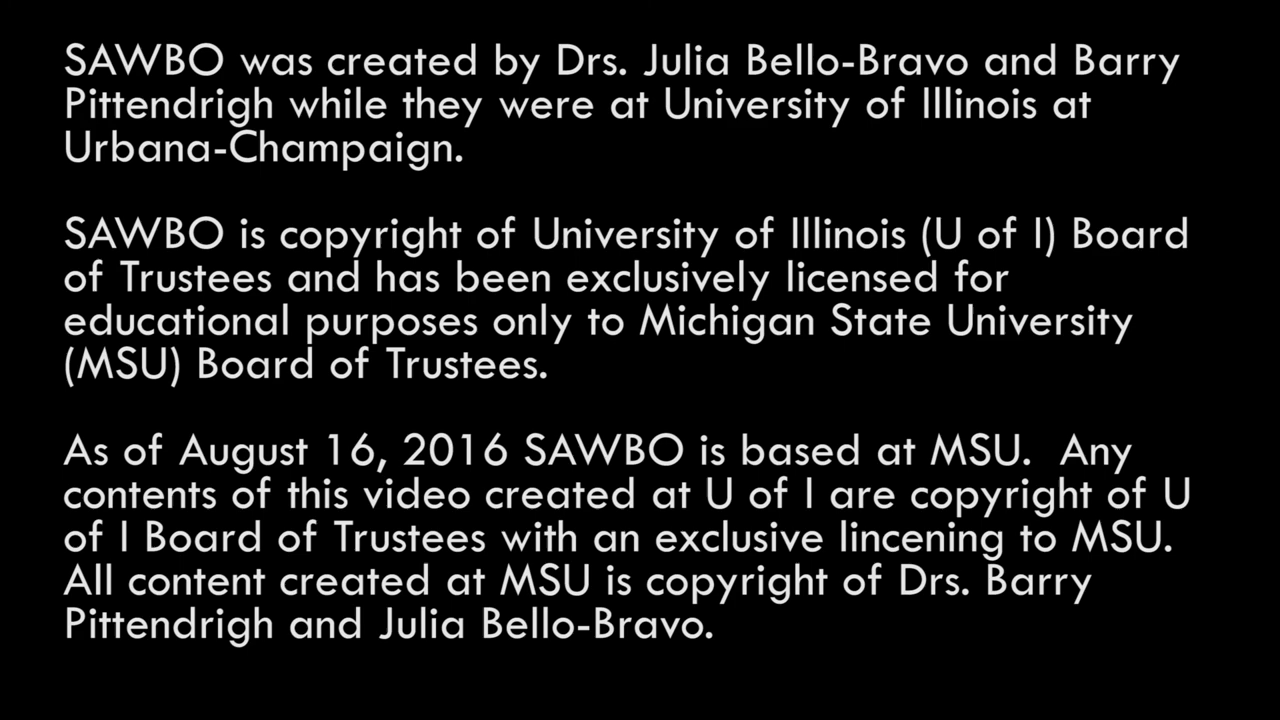 SAWBO was created by Drs. Julia Bello-Bravo and Barry
Pittendrigh while they were at University of Illinois at
Urbana-Champaign.
SAWBO is copyright of University of Illinois (U of I) Board
of Trustees and has been exclusively licensed for
educational purposes only to Michigan State University
(MSU) Board of Trustees.
As of August 16, 2016 SAWBO is based at MSU.  Any
contents of this video created at U of I are copyright of U
of I Board of Trustees with an exclusive lincening to MSU.
All content created at MSU is copyright of Drs. Barry
Pittendrigh and Julia Bello-Bravo.